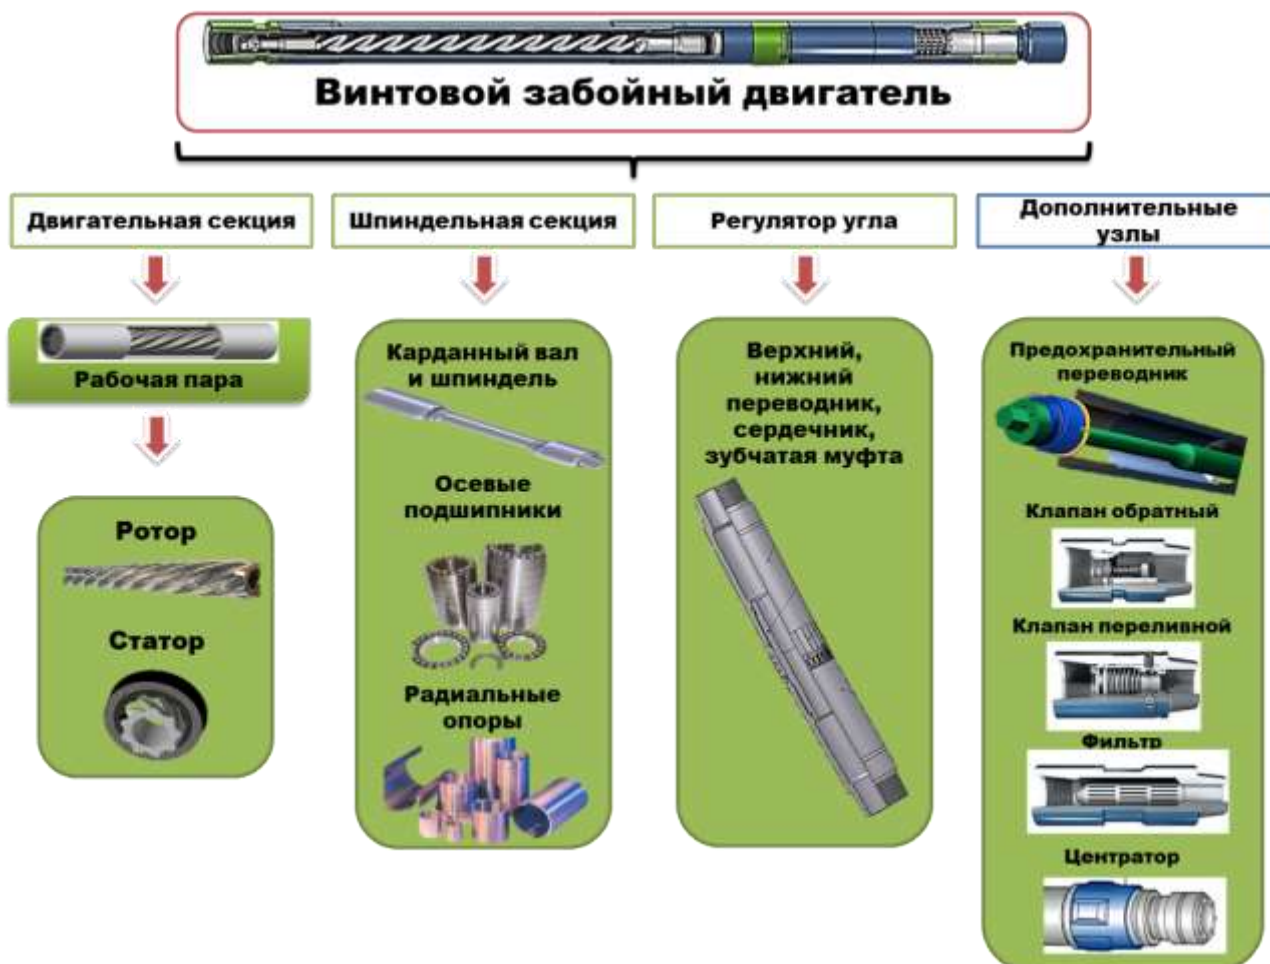 Винтовой забойный двигатель
Двигательная секция
Шпиндельная секция
Регулятор угла
Дополнительные
узлы
Рабочая пара
Ротор
Статор
Карданный вал
и шпиндель
Осевые
подшипники
Радиальные
опоры
Верхний,
нижний
переводник,
сердечник,
зубчатая муфта
Предохранительный
переводник
Клапан обратный
Клапан переливной
Фильтр
Центратор